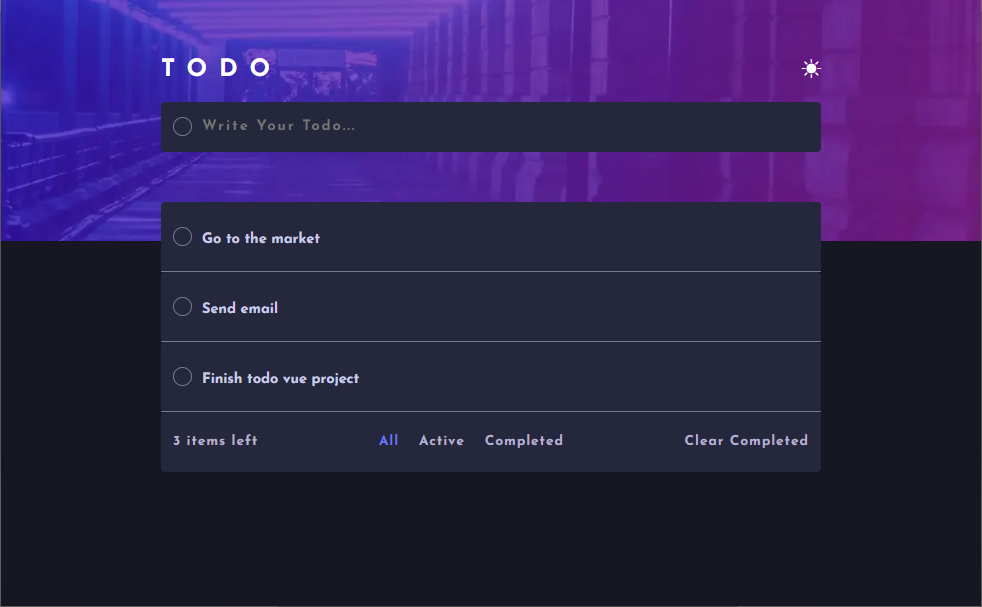 TODO
Write Your Todo...
Go to the market
Send email
Finish todo vue project
3 items left All Active Completed Clear Completed